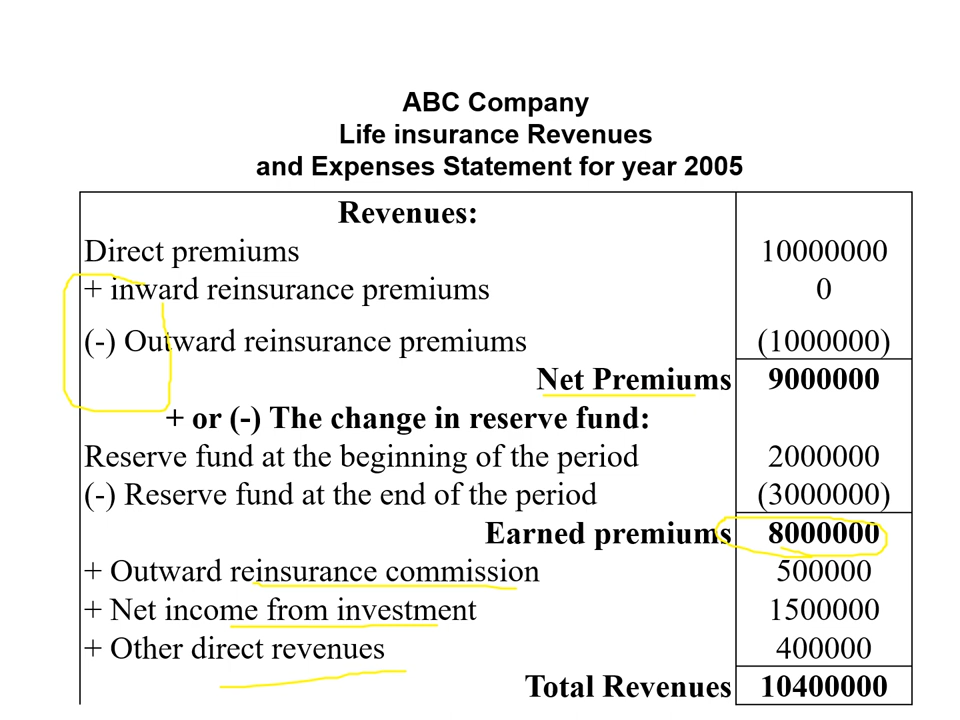 ABC Company
Life insurance Revenues
and Expenses Statement for year 2005
Revenues:
Direct premiums 10000000
+ inward reinsurance premiums 0
(-) Outward reinsurance premiums (1000000)
Net Premiums 9000000
+ or (-) The change in reserve fund:
Reserve fund at the beginning of the period 2000000
(-) Reserve fund at the end of the period (3000000)
Earned premiums 8000000
+ Outward reinsurance commission 500000
+ Net income from investment 1500000
+ Other direct revenues 400000
Total Revenues 10400000